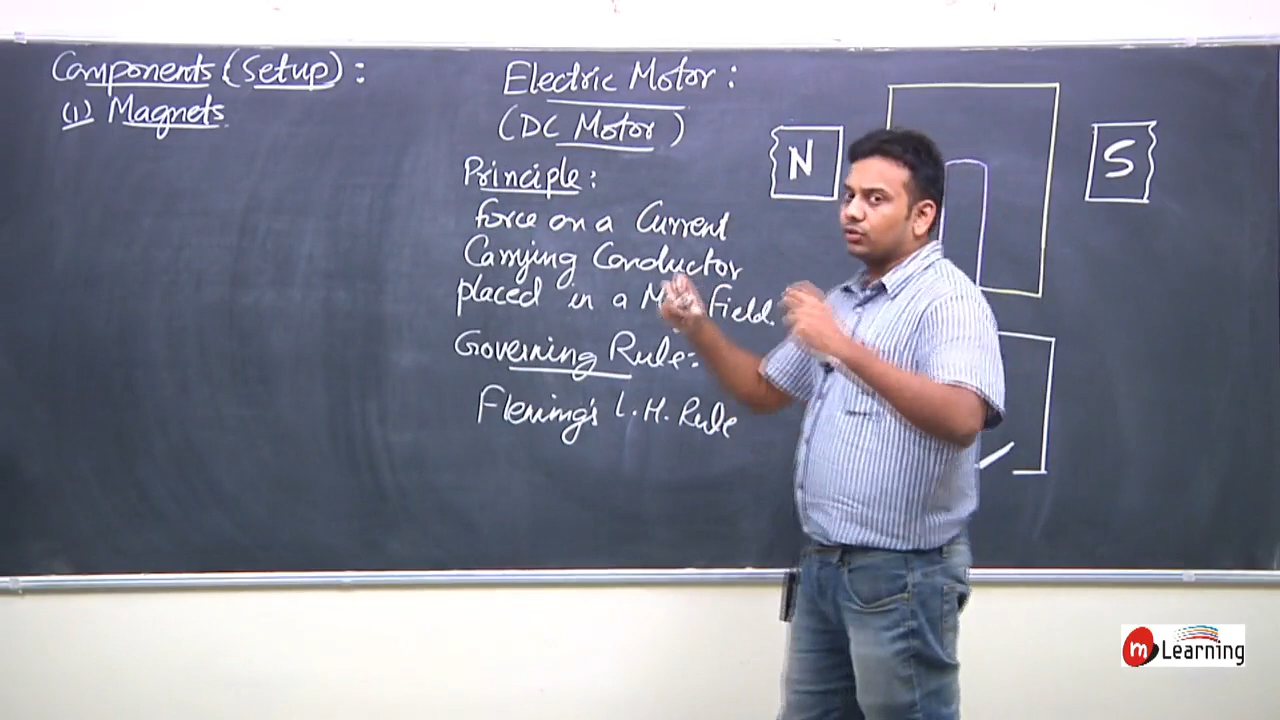 Components (Setup) :
(1) Magnets
Electric Motor :
(DC Motor)
Principle :
force on a Current
Carrying Conductor
placed in a Field.
Governing Rule:
Fleming's L.H. Rule
N
S
m Learning